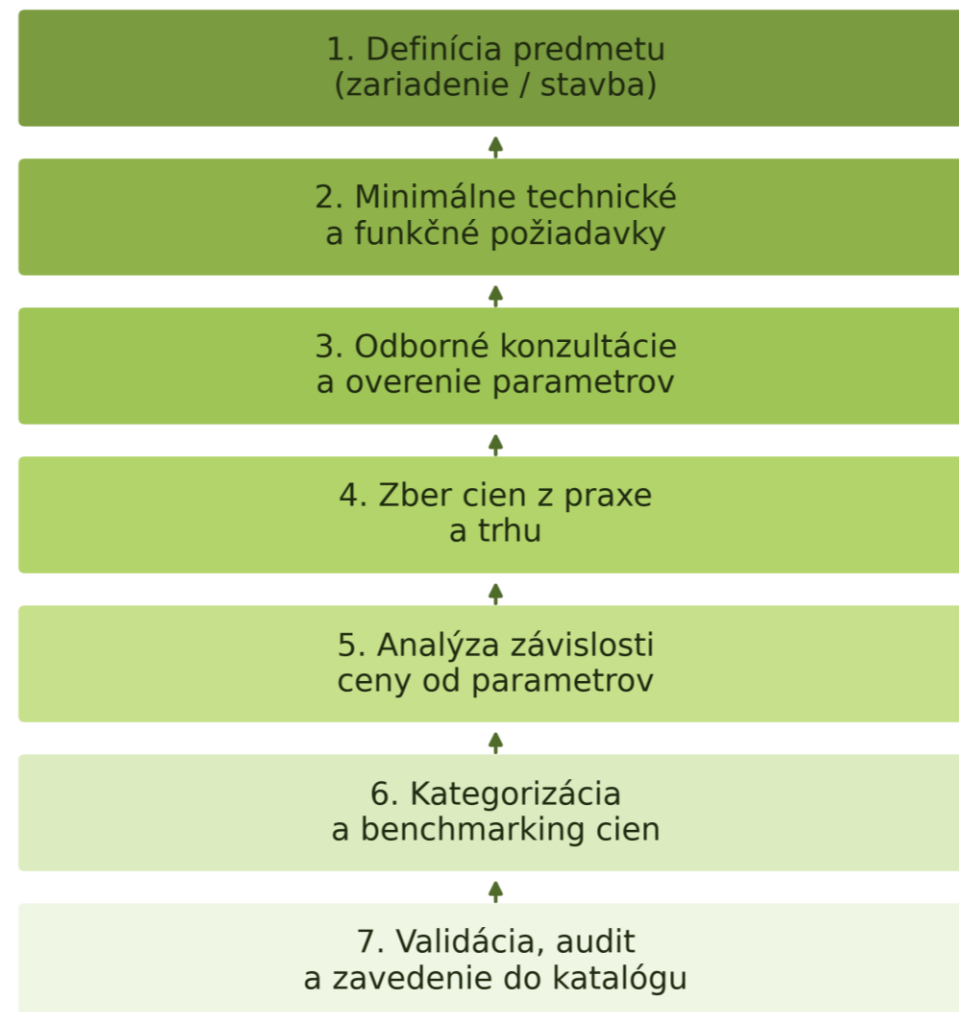 1. Definícia predmetu
(zariadenie / stavba)
2. Minimálne technické
a funkčné požiadavky
3. Odborné konzultácie
a overenie parametrov
4. Zber cien z praxe
a trhu
5. Analýza závislosti
ceny od parametrov
6. Kategorizácia
a benchmarking cien
7. Validácia, audit
a zavedenie do katalógu